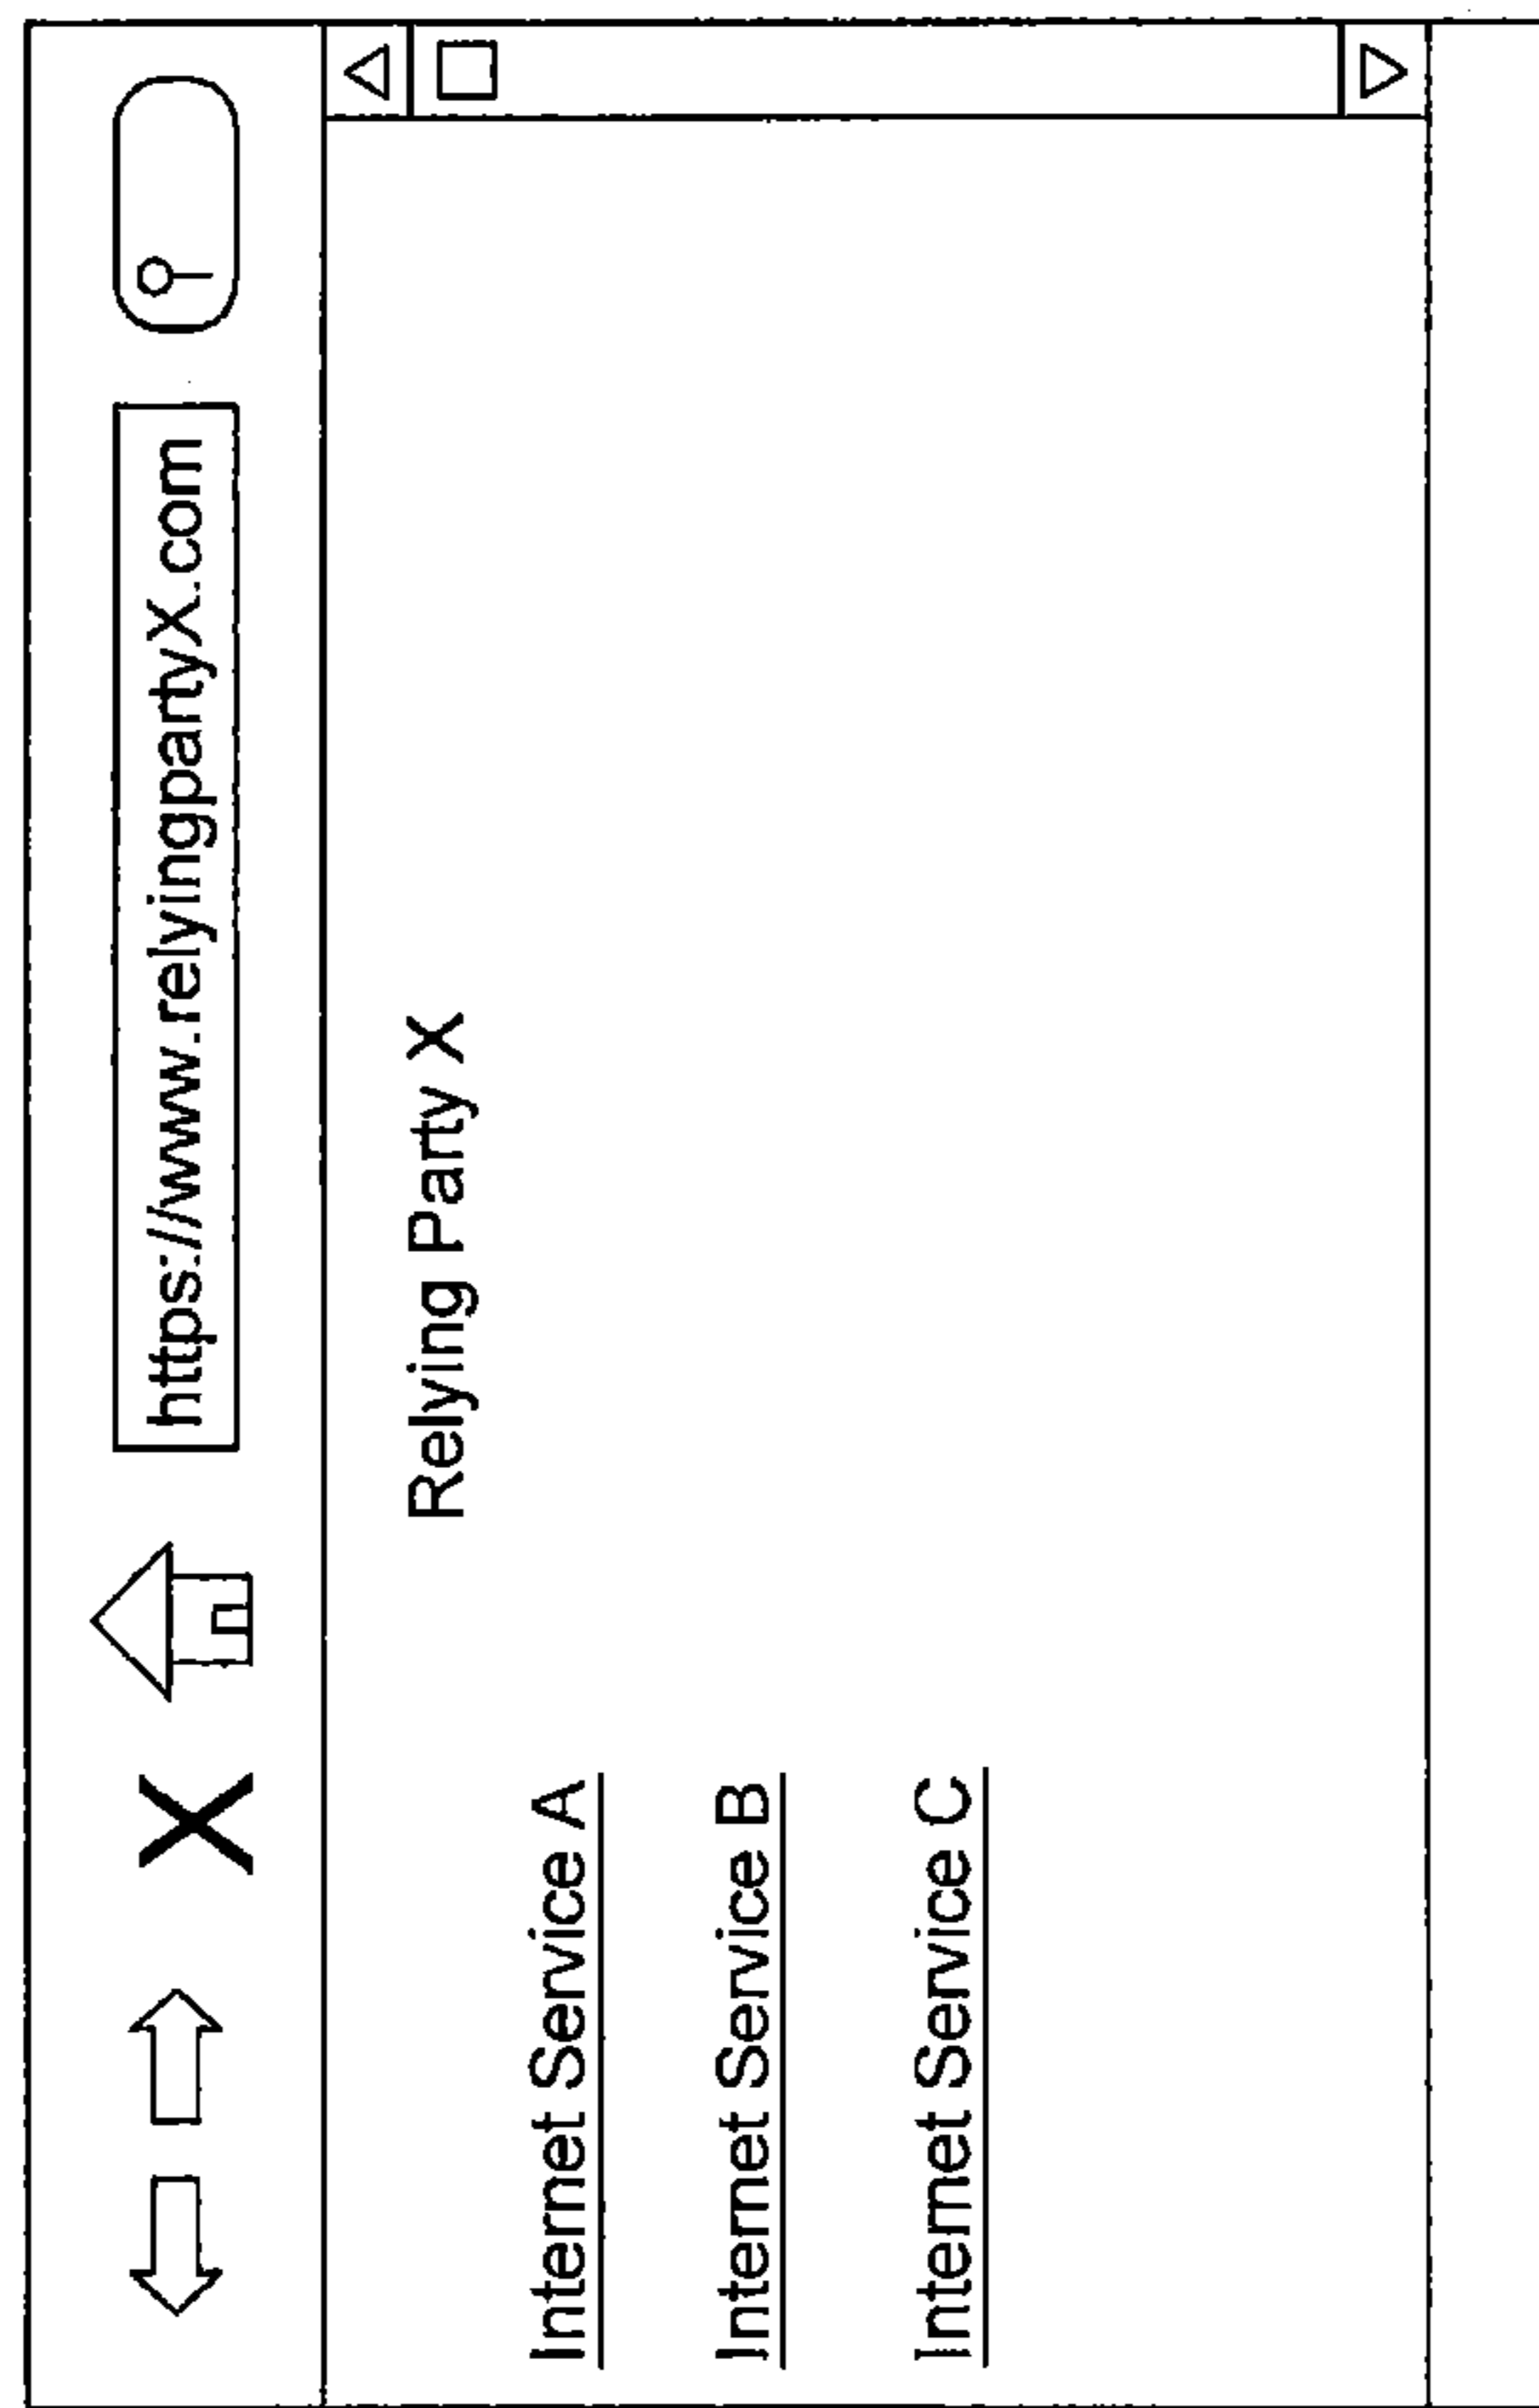 https://www.relyingpartyX.com
Relying Party X
Internet Service A
Internet Service B
Internet Service C